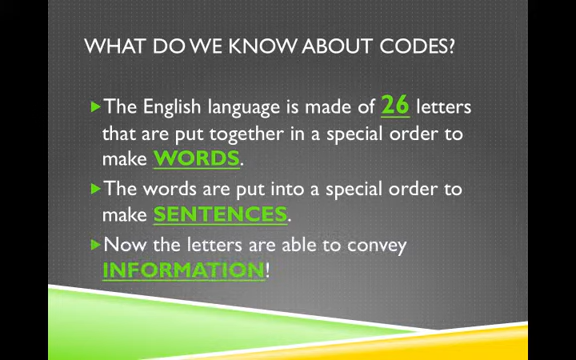 WHAT DO WE KNOW ABOUT CODES?
The English language is made of 26 letters
that are put together in a special order to
make WORDS.
The words are put into a special order to
make SENTENCES.
Now the letters are able to convey
INFORMATION!